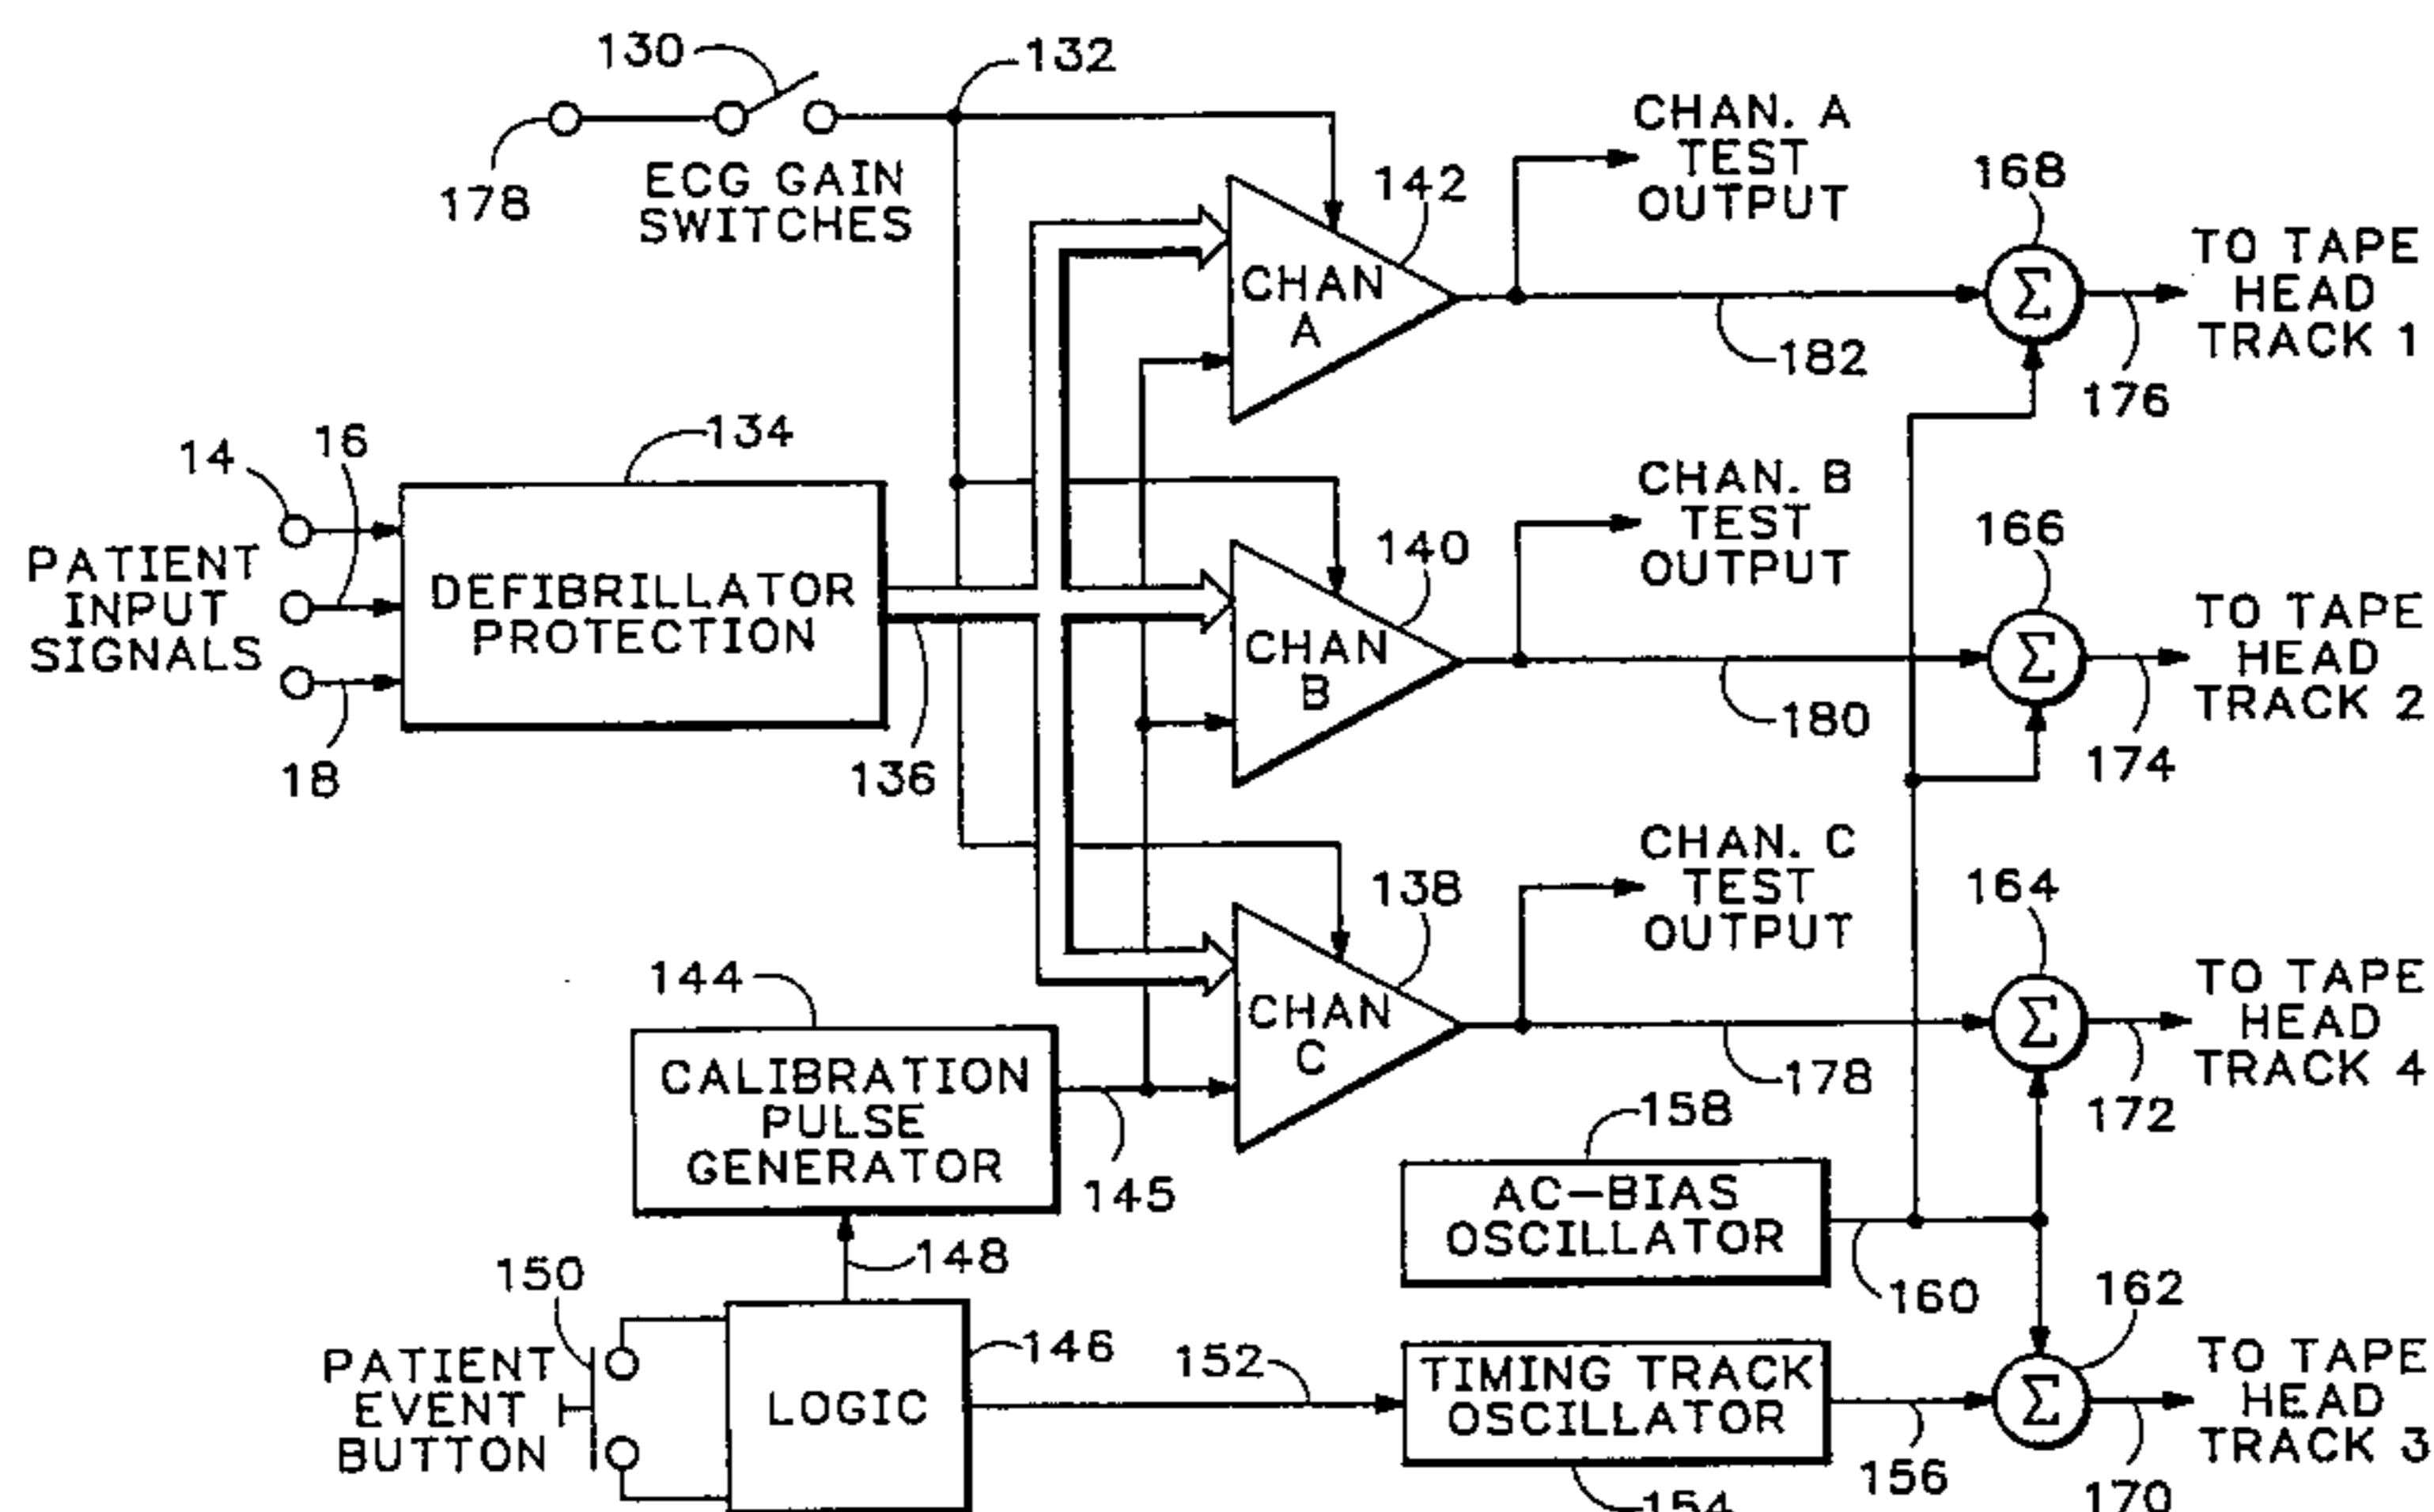 130
132
178
ECG GAIN
SWITCHES
CHAN. A
TEST
OUTPUT
142
168
CHAN
A
TO TAPE
HEAD
TRACK 1
182
176
14
16
134
PATIENT
INPUT
SIGNALS
DEFIBRILLATOR
PROTECTION
18
136
CHAN. B
TEST
OUTPUT
140
166
CHAN
B
TO TAPE
HEAD
TRACK 2
180
174
CHAN. C
TEST
OUTPUT
138
164
CHAN
C
TO TAPE
HEAD
TRACK 4
178
172
144
CALIBRATION
PULSE
GENERATOR
145
158
AC-BIAS
OSCILLATOR
160
148
150
PATIENT
EVENT
BUTTON
LOGIC
146
152
TIMING TRACK
OSCILLATOR
154
156
162
Σ
Σ
Σ
Σ
TO TAPE
HEAD
TRACK 3
170